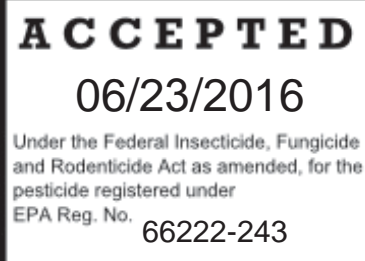 ACCEPTED
06/23/2016
Under the Federal Insecticide, Fungicide
and Rodenticide Act as amended, for the
pesticide registered under
EPA Reg. No. 66222-243